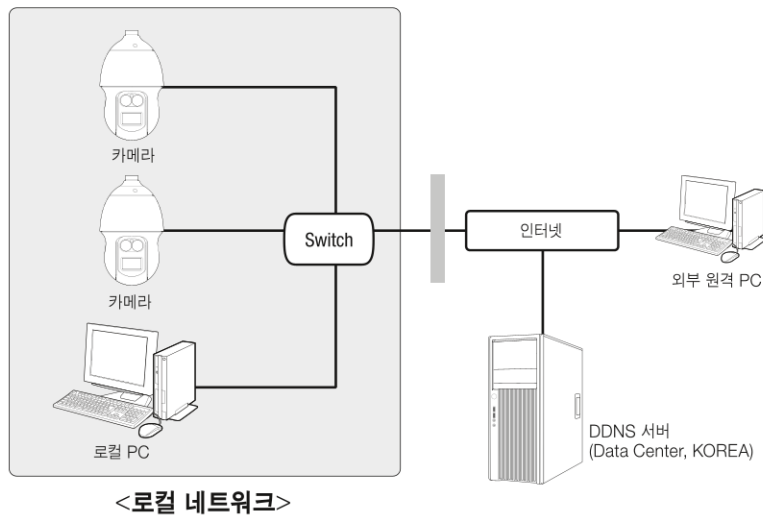 카메라
카메라
Switch
인터넷
외부 원격 PC
로컬 PC
DDNS 서버
(Data Center, KOREA)
<로컬 네트워크>